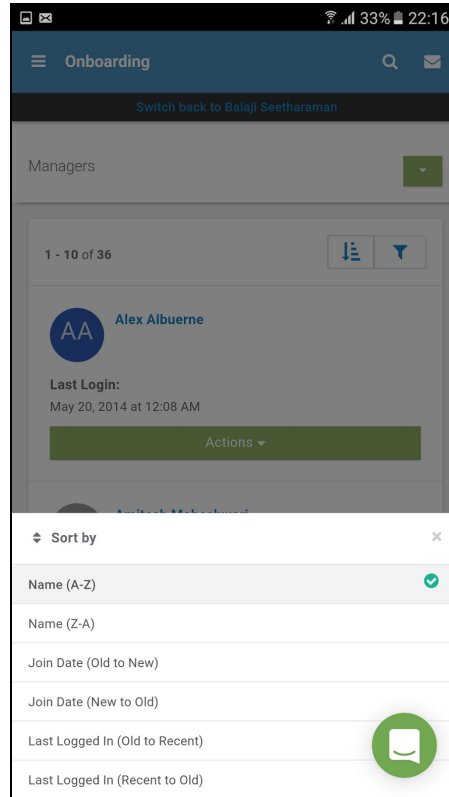 33% 22:16
Onboarding
Switch back to Balaji Seetharaman
Managers
1 - 10 of 36
AA
Alex Albuerne
Last Login:
May 20, 2014 at 12:08 AM
Actions
Sort by
×
Name (A-Z)
Name (Z-A)
Join Date (Old to New)
Join Date (New to Old)
Last Logged In (Old to Recent)
Last Logged In (Recent to Old)